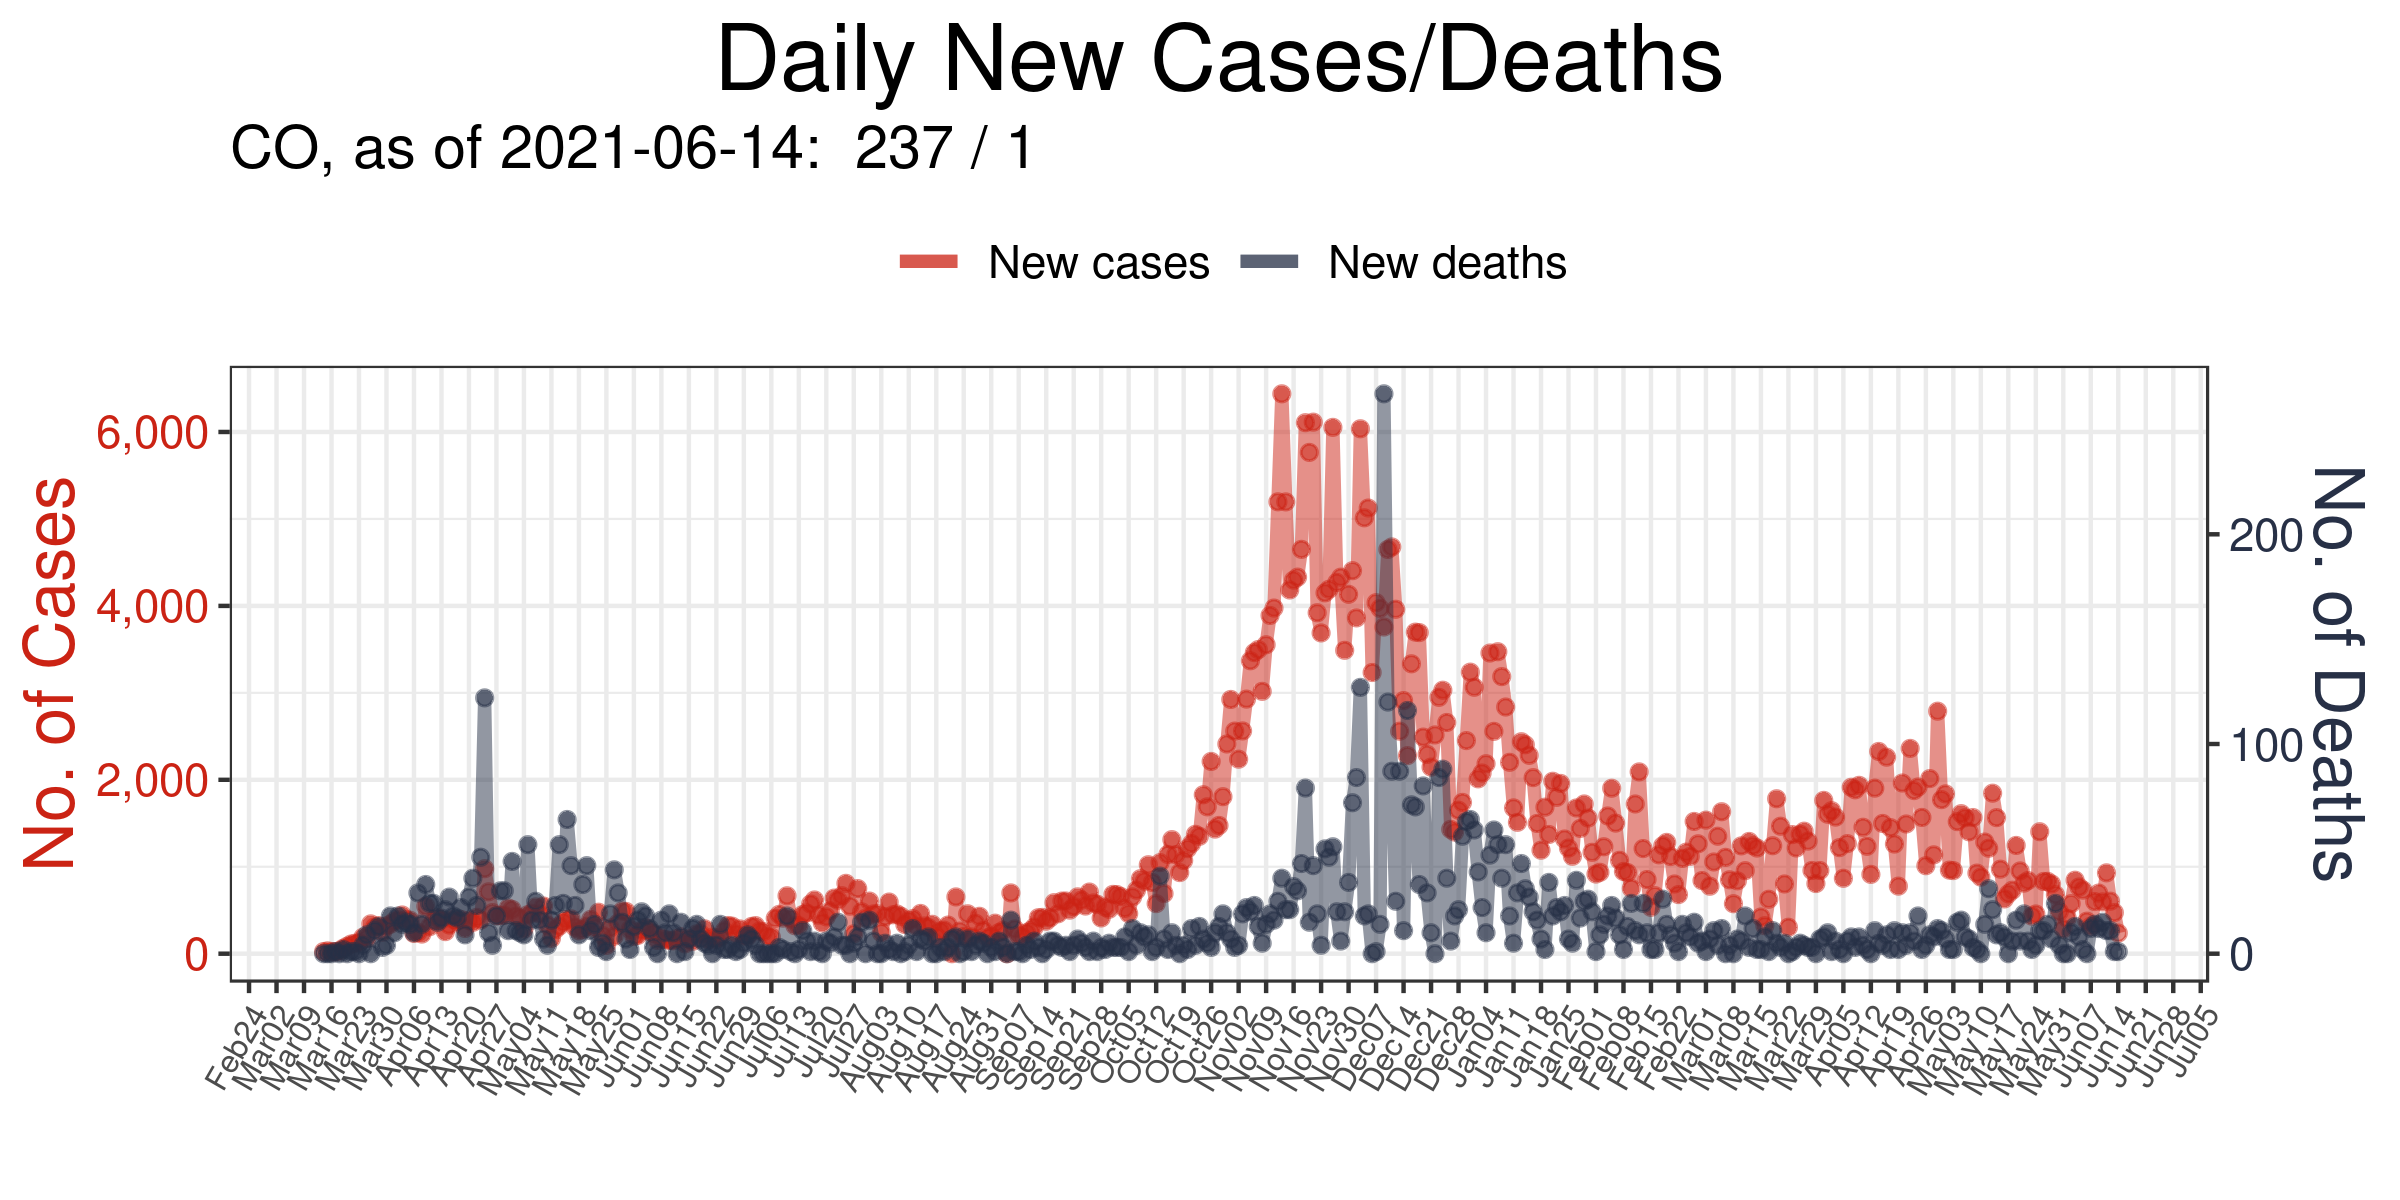 Daily New Cases/Deaths
CO, as of 2021-06-14:  237 / 1
New cases
New deaths
No. of Cases
6,000
4,000
2,000
0
200
100
0
No. of Deaths
Feb24
Mar02
Mar09
Mar16
Mar23
Mar30
Apr06
Apr13
Apr20
Apr27
May04
May11
May18
May25
Jun01
Jun08
Jun15
Jun22
Jun29
Jul06
Jul13
Jul20
Jul27
Aug03
Aug10
Aug17
Aug24
Aug31
Sep07
Sep14
Sep21
Sep28
Oct05
Oct12
Oct19
Oct26
Nov02
Nov09
Nov16
Nov23
Nov30
Dec07
Dec14
Dec21
Dec28
Jan04
Jan11
Jan18
Jan25
Feb01
Feb08
Feb15
Feb22
Mar01
Mar08
Mar15
Mar22
Mar29
Apr05
Apr12
Apr19
Apr26
May03
May10
May17
May24
May31
Jun07
Jun14
Jun21
Jun28
Jul05